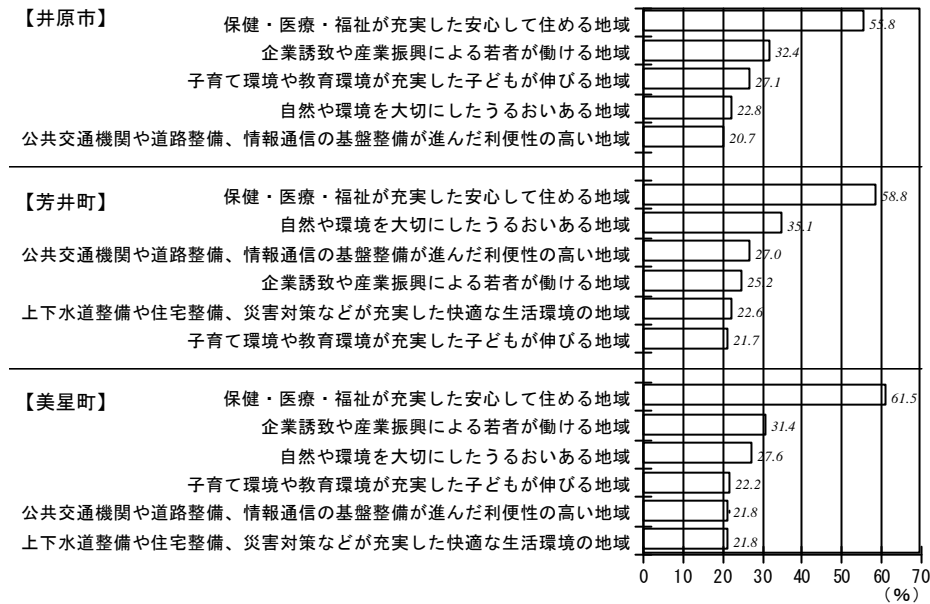 【井原市】
保健・医療・福祉が充実した安心して住める地域 55.8
企業誘致や産業振興による若者が働ける地域 32.4
子育て環境や教育環境が充実した子どもが伸びる地域 27.1
自然や環境を大切にしたうるおいある地域 22.8
公共交通機関や道路整備、情報通信の基盤整備が進んだ利便性の高い地域 20.7
【芳井町】
保健・医療・福祉が充実した安心して住める地域 58.8
自然や環境を大切にしたうるおいある地域 35.1
公共交通機関や道路整備、情報通信の基盤整備が進んだ利便性の高い地域 27.0
企業誘致や産業振興による若者が働ける地域 25.2
上下水道整備や住宅整備、災害対策などが充実した快適な生活環境の地域 22.6
子育て環境や教育環境が充実した子どもが伸びる地域 21.7
【美星町】
保健・医療・福祉が充実した安心して住める地域 61.5
企業誘致や産業振興による若者が働ける地域 31.4
自然や環境を大切にしたうるおいある地域 27.6
子育て環境や教育環境が充実した子どもが伸びる地域 22.2
公共交通機関や道路整備、情報通信の基盤整備が進んだ利便性の高い地域 21.8
上下水道整備や住宅整備、災害対策などが充実した快適な生活環境の地域 21.8
0 10 20 30 40 50 60 70
（％）